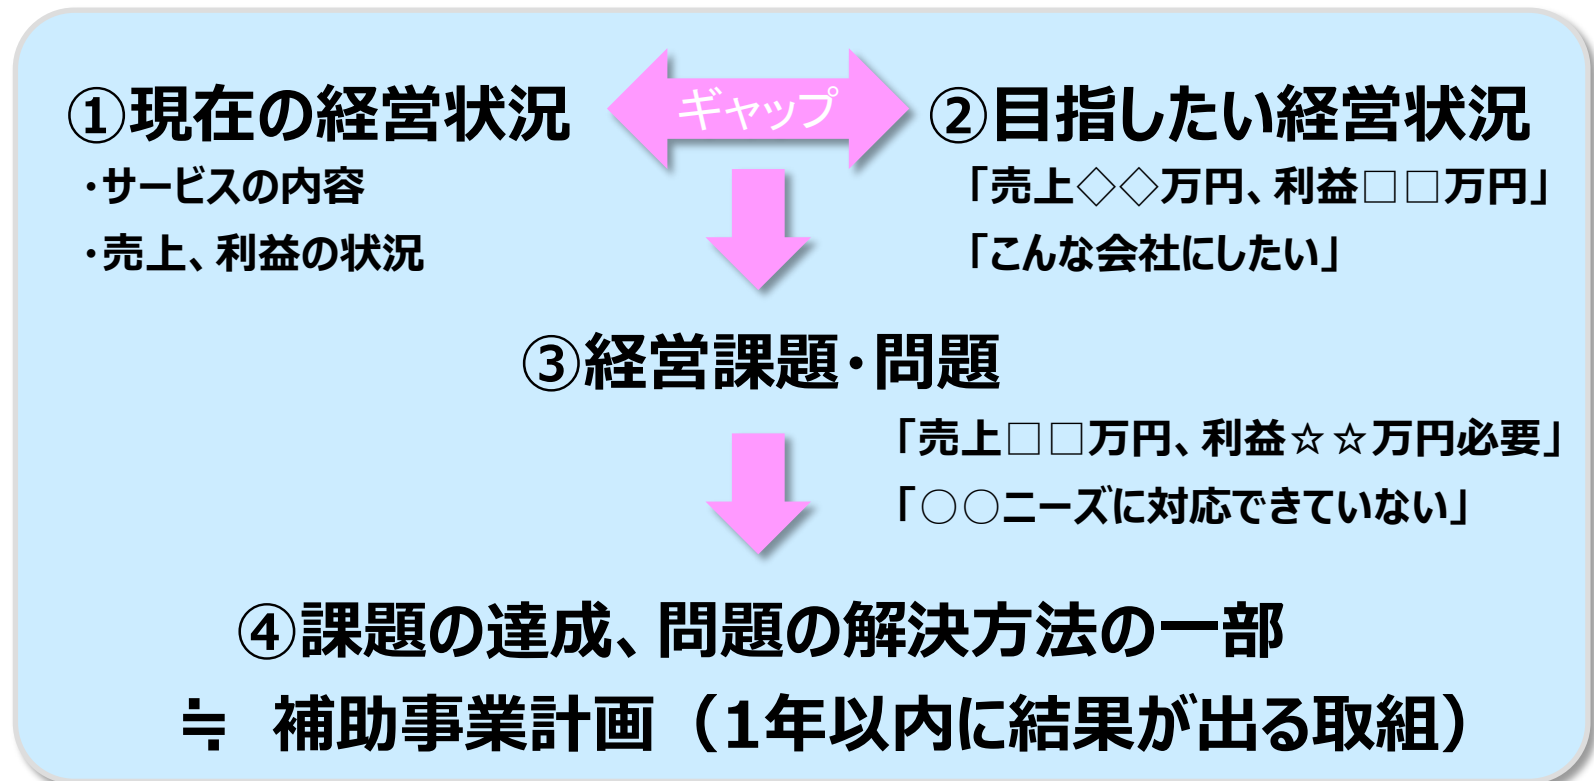 ①現在の経営状況
・サービスの内容
・売上、利益の状況
ギャップ
②目指したい経営状況
「売上◇◇万円、利益□□万円」
「こんな会社にしたい」
③経営課題・問題
「売上□□万円、利益☆☆万円必要」
「○○ニーズに対応できていない」
④課題の達成、問題の解決方法の一部
≒ 補助事業計画（1年以内に結果が出る取組）